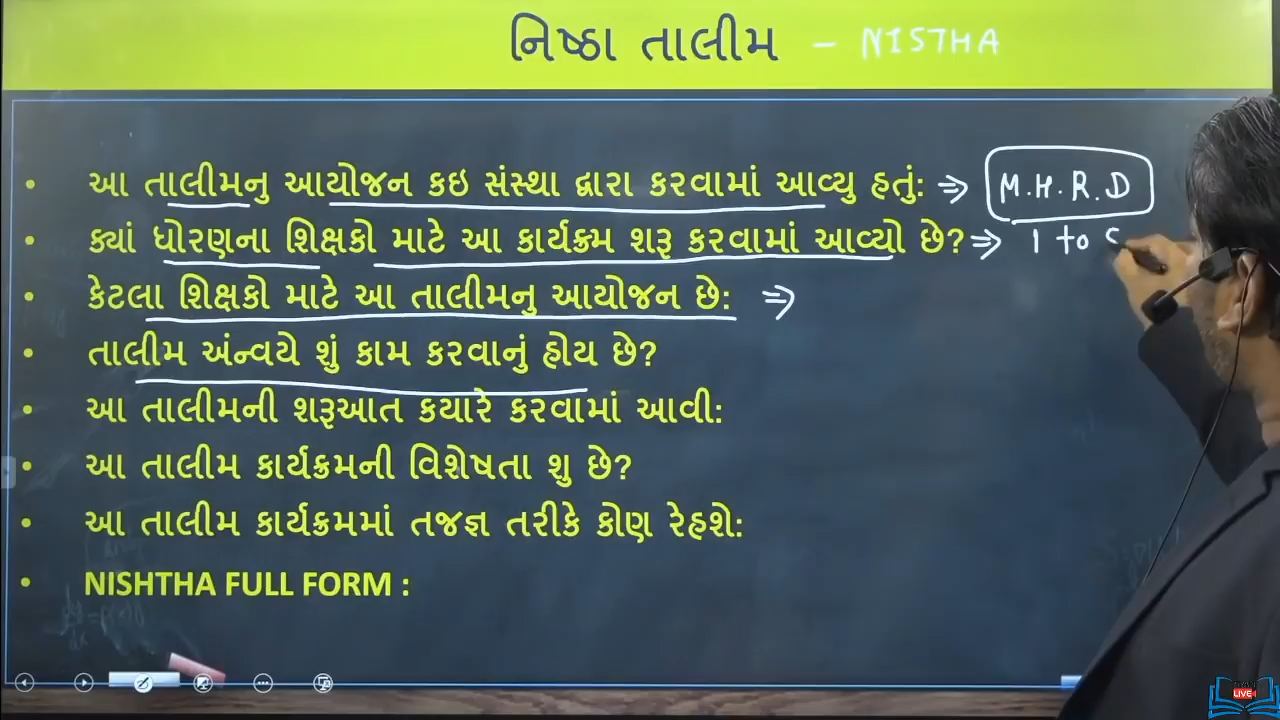 નિષ્ઠા તાલીમ – NISTHA
• આ તાલીમનુ આયોજન કઇ સંસ્થા દ્વારા કરવામાં આવ્યુ હતું: ⇒ M.H.R.D
• ક્યાં ધોરણના શિક્ષકો માટે આ કાર્યક્રમ શરૂ કરવામાં આવ્યો છે? ⇒ 1 to
• કેટલા શિક્ષકો માટે આ તાલીમનુ આયોજન છે: ⇒
• તાલીમ અંન્વયે શું કામ કરવાનું હોય છે?
• આ તાલીમની શરૂઆત કયારે કરવામાં આવી:
• આ તાલીમ કાર્યક્રમની વિશેષતા શુ છે?
• આ તાલીમ કાર્યક્રમમાં તજજ્ઞ તરીકે કોણ રેહશે:
• NISHTHA FULL FORM :
LIVE